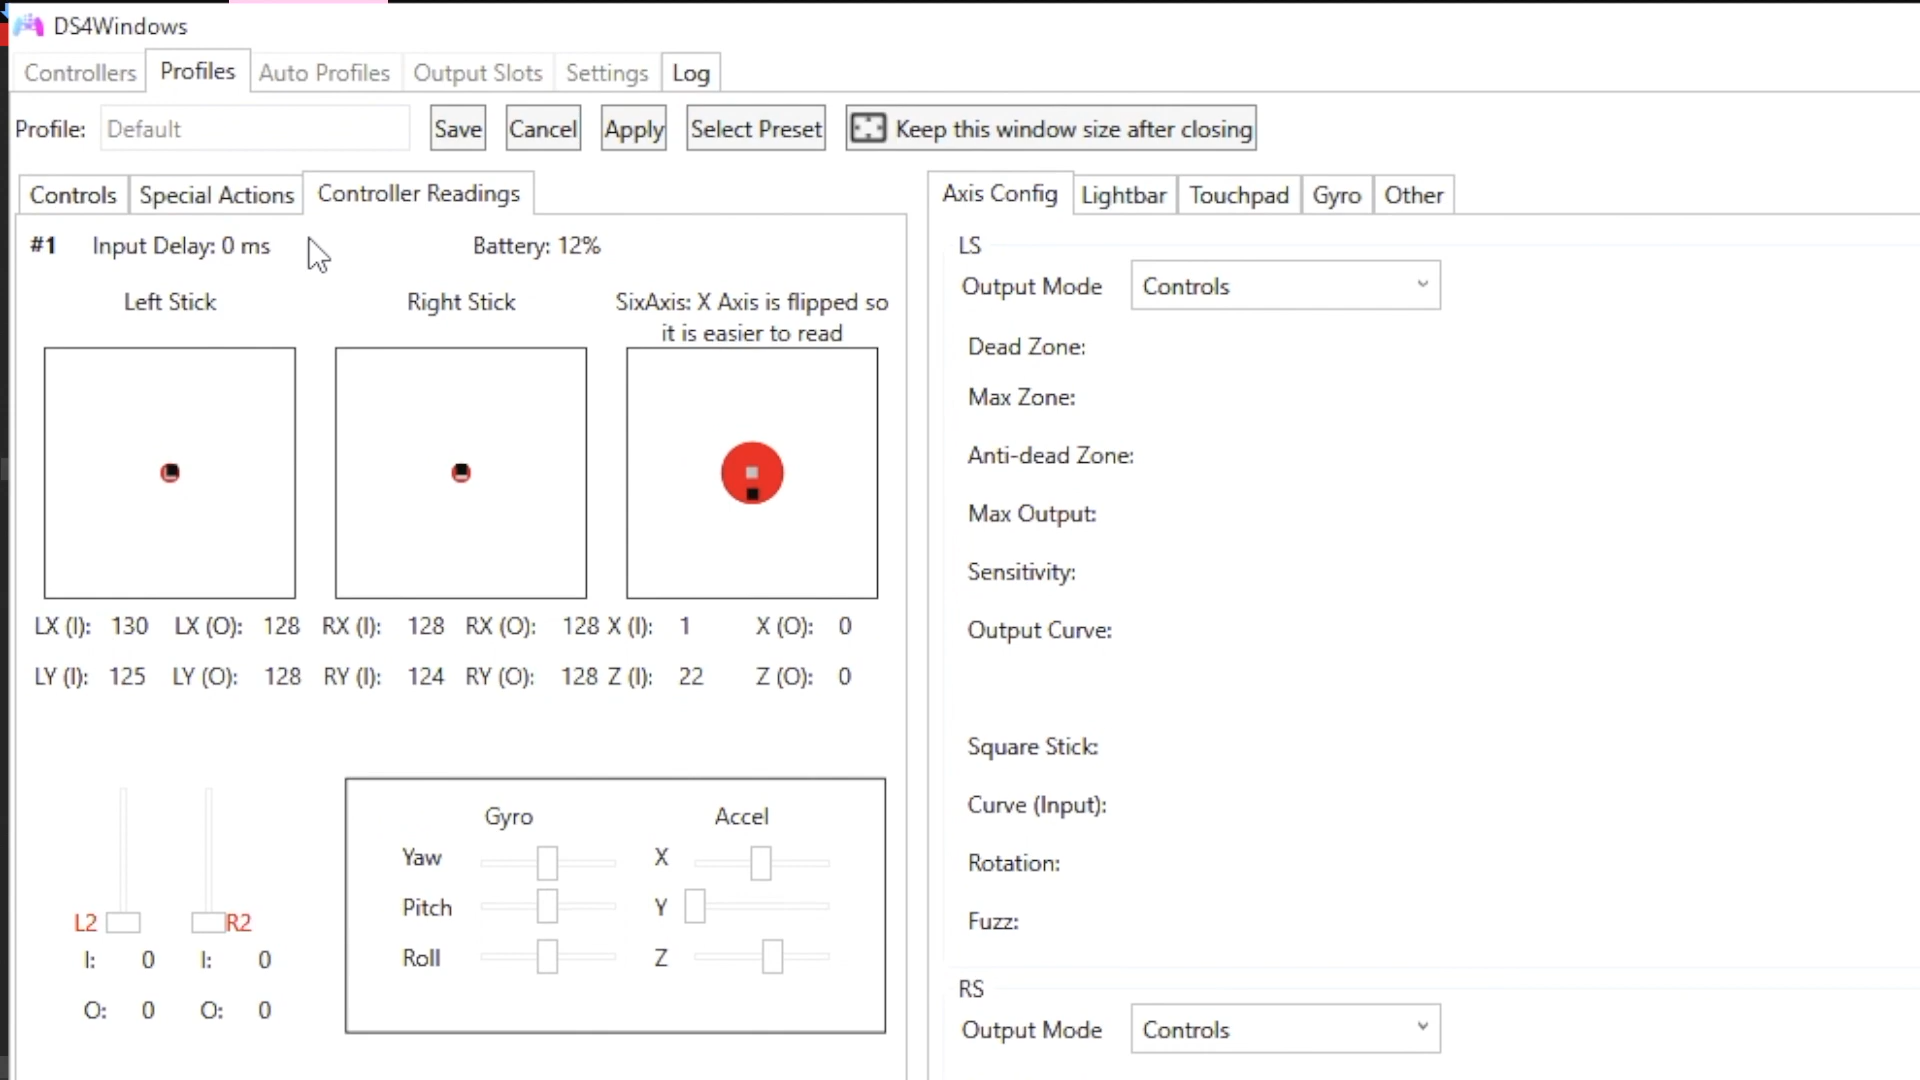 DS4Windows
Controllers Profiles Auto Profiles Output Slots Settings Log
Profile: Default Save Cancel Apply Select Preset Keep this window size after closing
Controls Special Actions Controller Readings
#1 Input Delay: 0 ms Battery: 12%
Left Stick Right Stick SixAxis: X Axis is flipped so
it is easier to read
LX (I): 130 LX (O): 128 RX (I): 128 RX (O): 128 X (I): 1 X (O): 0
LY (I): 125 LY (O): 128 RY (I): 124 RY (O): 128 Z (I): 22 Z (O): 0
Gyro Accel
Yaw X
Pitch Y
L2 R2
Roll Z
I: 0 I: 0
O: 0 O: 0
Axis Config Lightbar Touchpad Gyro Other
LS
Output Mode Controls
Dead Zone:
Max Zone:
Anti-dead Zone:
Max Output:
Sensitivity:
Output Curve:
Square Stick:
Curve (Input):
Rotation:
Fuzz:
RS
Output Mode Controls